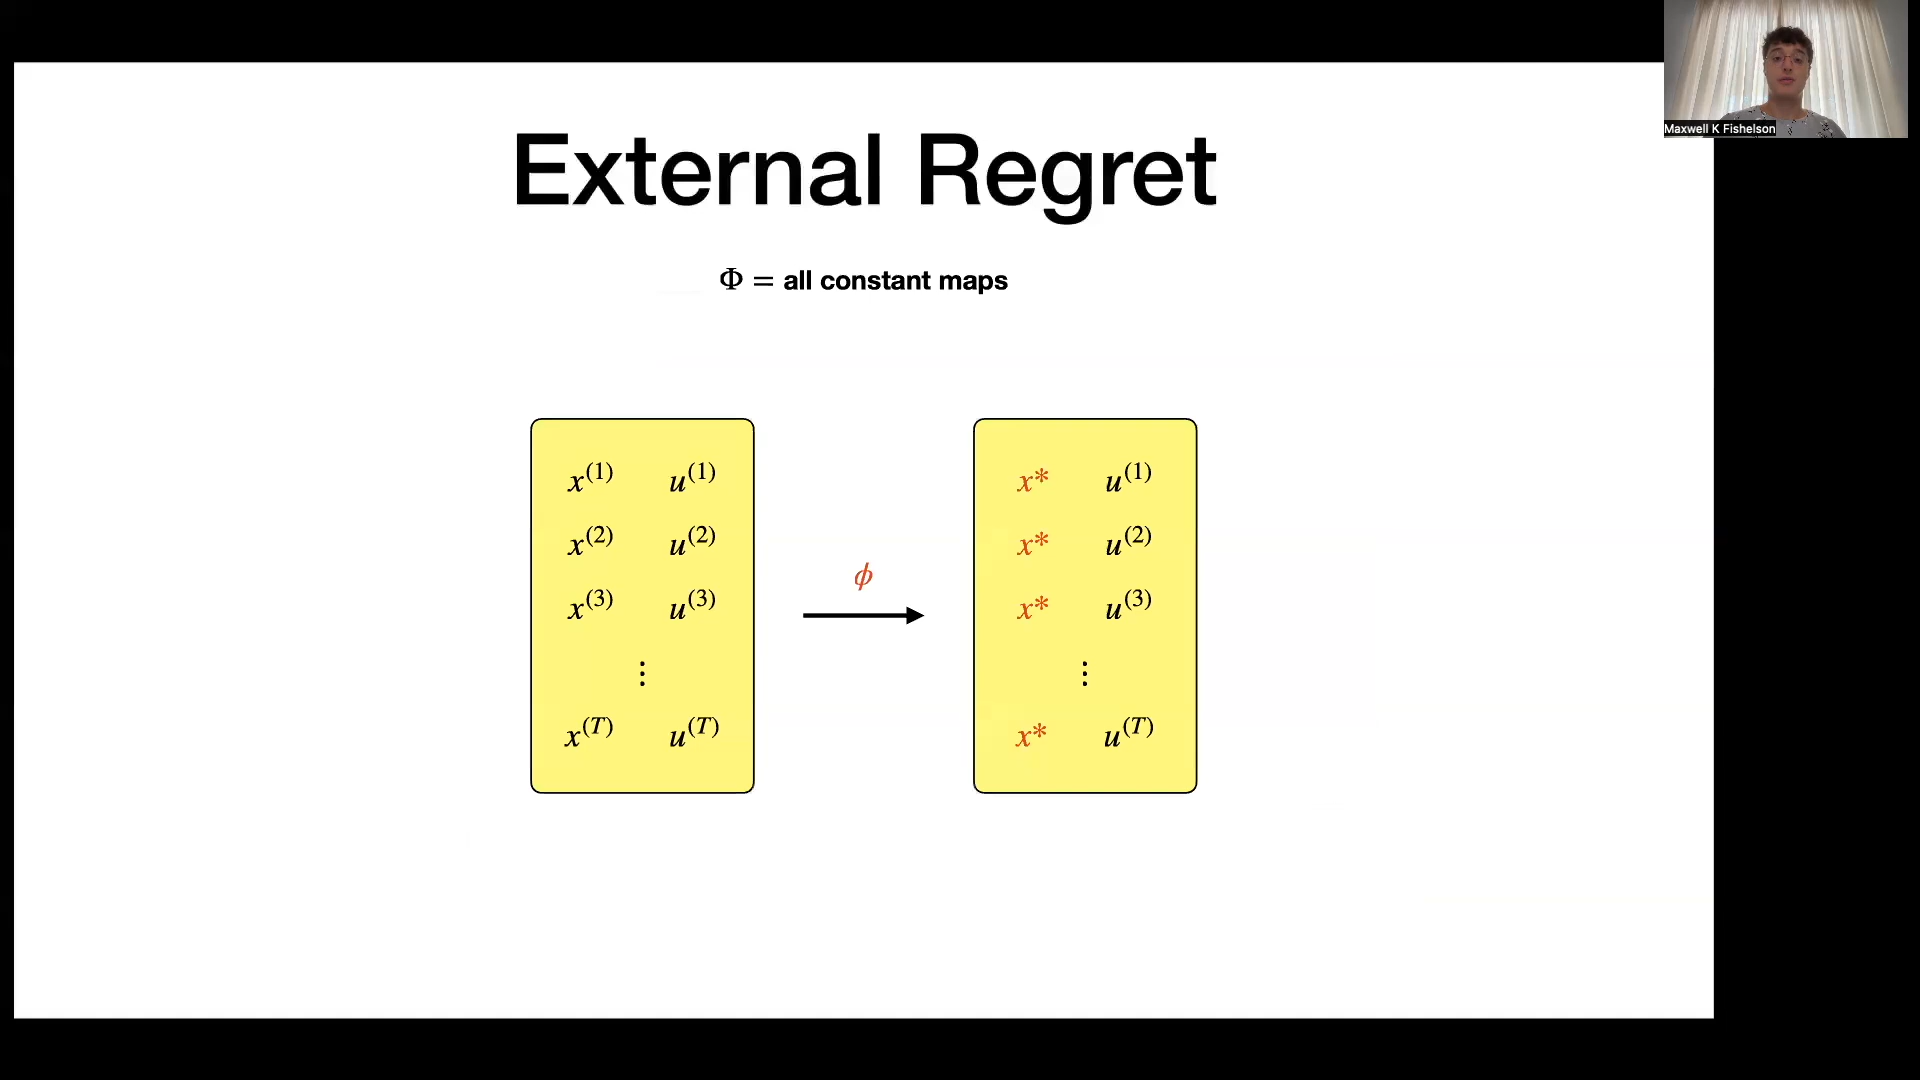 Maxwell K Fishelson
External Regret
Φ = all constant maps
x^(1) u^(1)
x^(2) u^(2)
x^(3) u^(3)
⋮
x^(T) u^(T)
ϕ
x* u^(1)
x* u^(2)
x* u^(3)
⋮
x* u^(T)